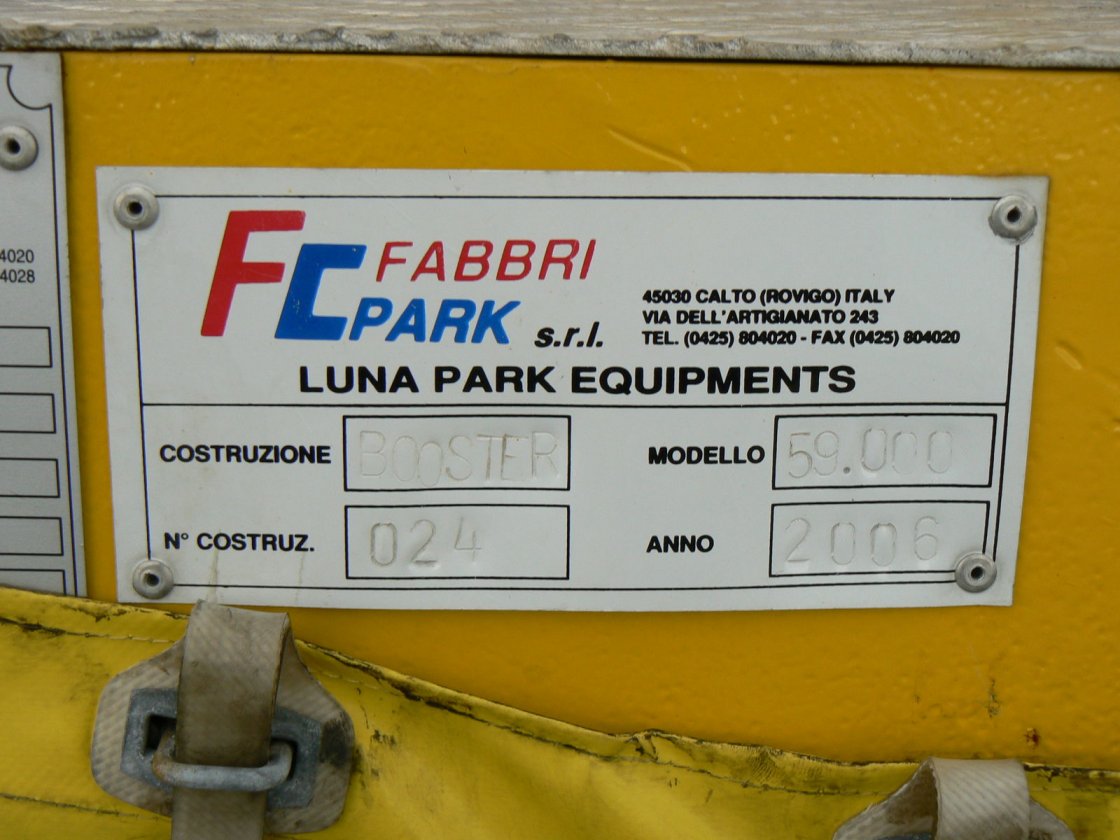 4020
4028
FC FABBRI
PARK s.r.l.
45030 CALTO (ROVIGO) ITALY
VIA DELL'ARTIGIANATO 243
TEL. (0425) 804020 - FAX (0425) 804020
LUNA PARK EQUIPMENTS
COSTRUZIONE BOOSTER MODELLO 59.000
N° COSTRUZ. 024 ANNO 2006